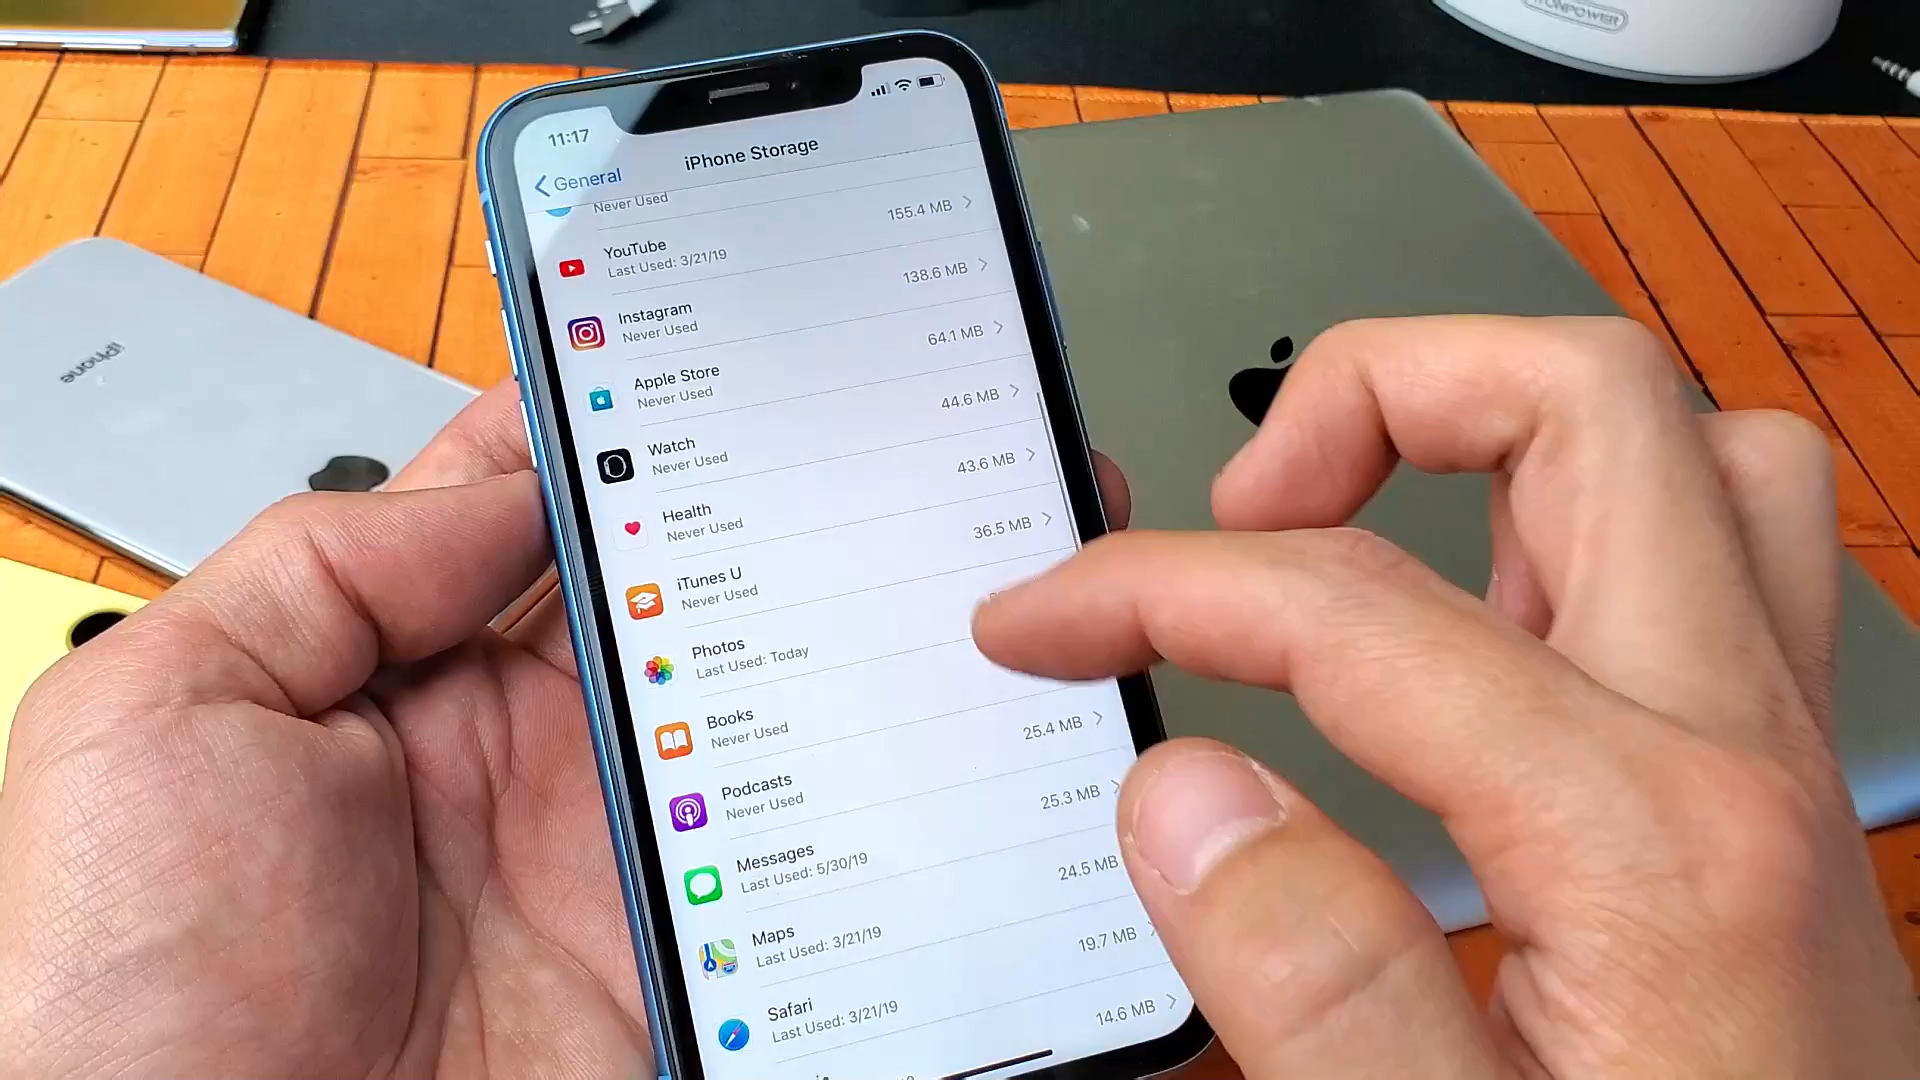 11:17
General
iPhone Storage
Never Used
YouTube
155.4 MB
Last Used: 3/21/19
Instagram
138.6 MB
Never Used
Apple Store
64.1 MB
Never Used
Watch
44.6 MB
Never Used
Health
43.6 MB
Never Used
iTunes U
36.5 MB
Never Used
Photos
Last Used: Today
Books
Never Used
Podcasts
25.4 MB
Never Used
Messages
25.3 MB
Last Used: 5/30/19
Maps
24.5 MB
Last Used: 3/21/19
Safari
19.7 MB
Last Used: 3/21/19
14.6 MB
iPhone